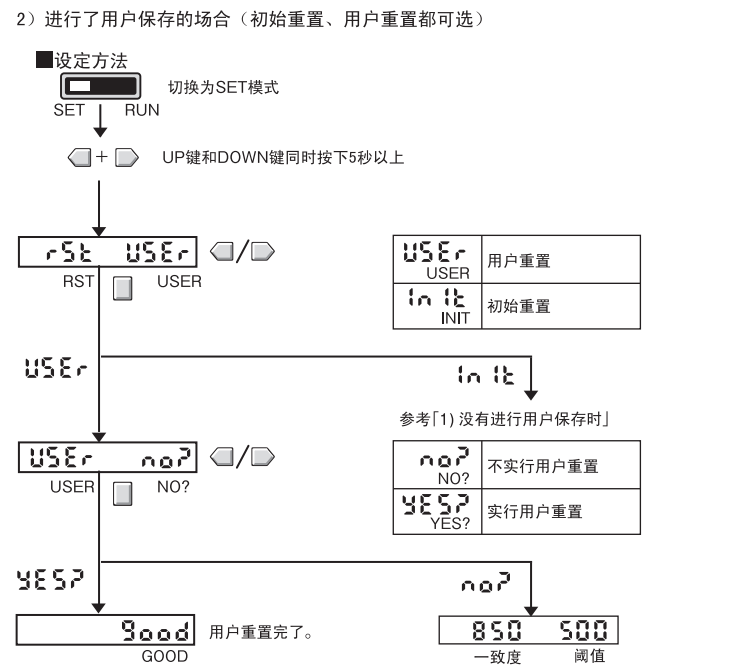 2）进行了用户保存的场合（初始重置、用户重置都可选）
■设定方法
切换为SET模式
SET RUN
+ UP键和DOWN键同时按下5秒以上
rSt USEr /
RST USER
USEr 用户重置
USER
InIt 初始重置
INIT
USEr
InIt
参考「1) 没有进行用户保存时」
USEr no? /
USER NO?
no? 不实行用户重置
NO?
YES? 实行用户重置
YES?
YES?
no?
good 用户重置完了。
GOOD
850 500
一致度 阈值